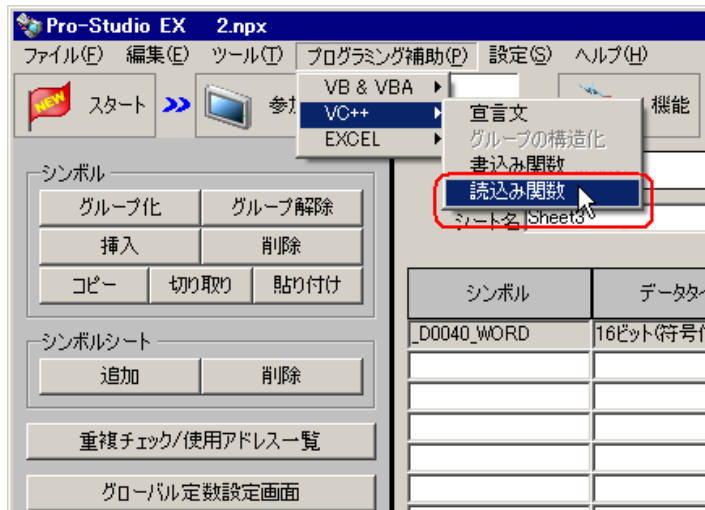 Pro-Studio EX 2.npx
ファイル(F) 編集(E) ツール(T) プログラミング補助(P) 設定(S) ヘルプ(H)
VB & VBA
VC++
EXCEL
宣言文
グループの構造化
書込み関数
読込み関数
NEW スタート
機能
シンボル
グループ化 グループ解除
挿入 削除
コピー 切り取り 貼り付け
シート名 Sheet3
シンボル
_D0040_WORD 16ビット(符号
シンボルシート
追加 削除
重複チェック/使用アドレス一覧
グローバル定数設定画面